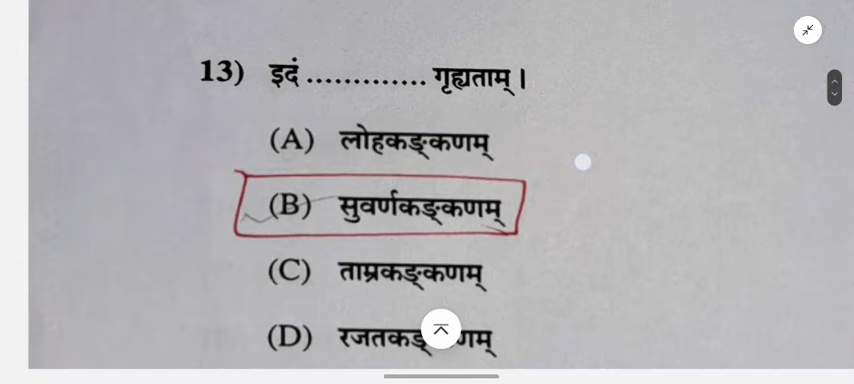 13) इदं ............. गृह्यताम् ।
(A) लोहकङ्कणम्
(B) सुवर्णकङ्कणम्
(C) ताम्रकङ्कणम्
(D)